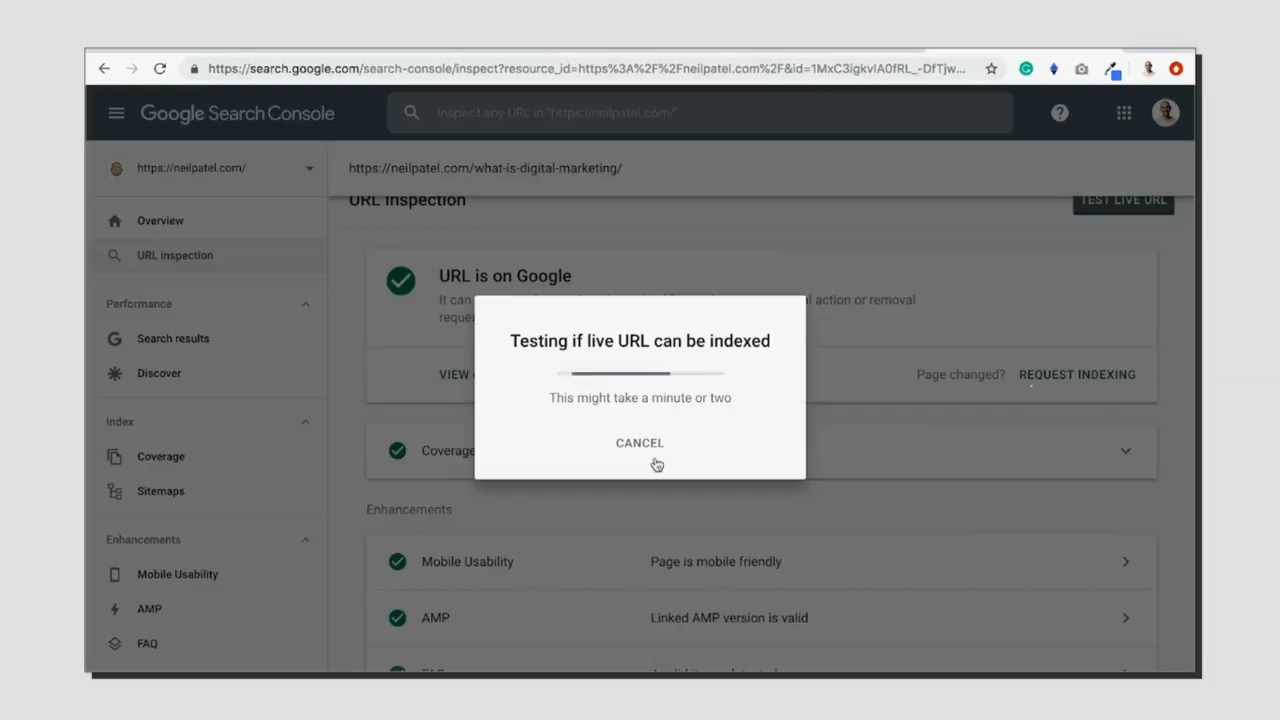 https://search.google.com/search-console/inspect?resource_id=https%3A%2F%2Fneilpatel.com%2F&id=1MxC3lgkvIA0fRL_-DfTjw...
Google Search Console
Inspect any URL in "https://neilpatel.com/"
https://neilpatel.com/
https://neilpatel.com/what-is-digital-marketing/
URL Inspection
TEST LIVE URL
Overview
URL inspection
Performance
Search results
Discover
Index
Coverage
Sitemaps
Enhancements
Mobile Usability
AMP
FAQ
URL is on Google
It can
al action or removal
reque
VIEW
Page changed?
REQUEST INDEXING
Testing if live URL can be indexed
This might take a minute or two
CANCEL
Coverage
Enhancements
Mobile Usability
Page is mobile friendly
AMP
Linked AMP version is valid